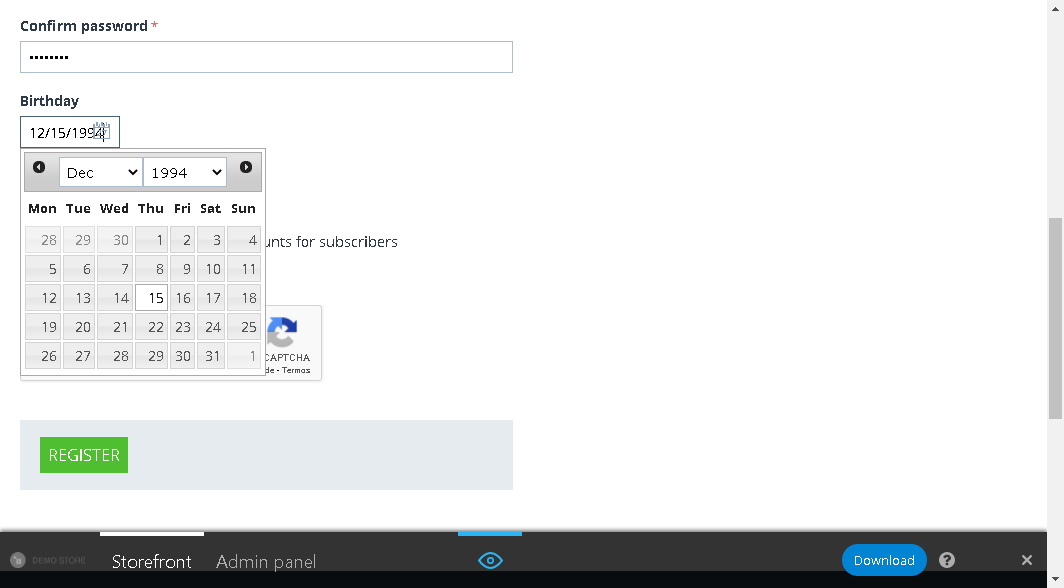 Confirm password *
••••••••
Birthday
12/15/1994
Dec 1994
Mon Tue Wed Thu Fri Sat Sun
28 29 30 1 2 3 4
5 6 7 8 9 10 11
12 13 14 15 16 17 18
19 20 21 22 23 24 25
26 27 28 29 30 31 1
unts for subscribers
CAPTCHA
de - Termos
REGISTER
DEMO STORE
Storefront Admin panel
Download ?